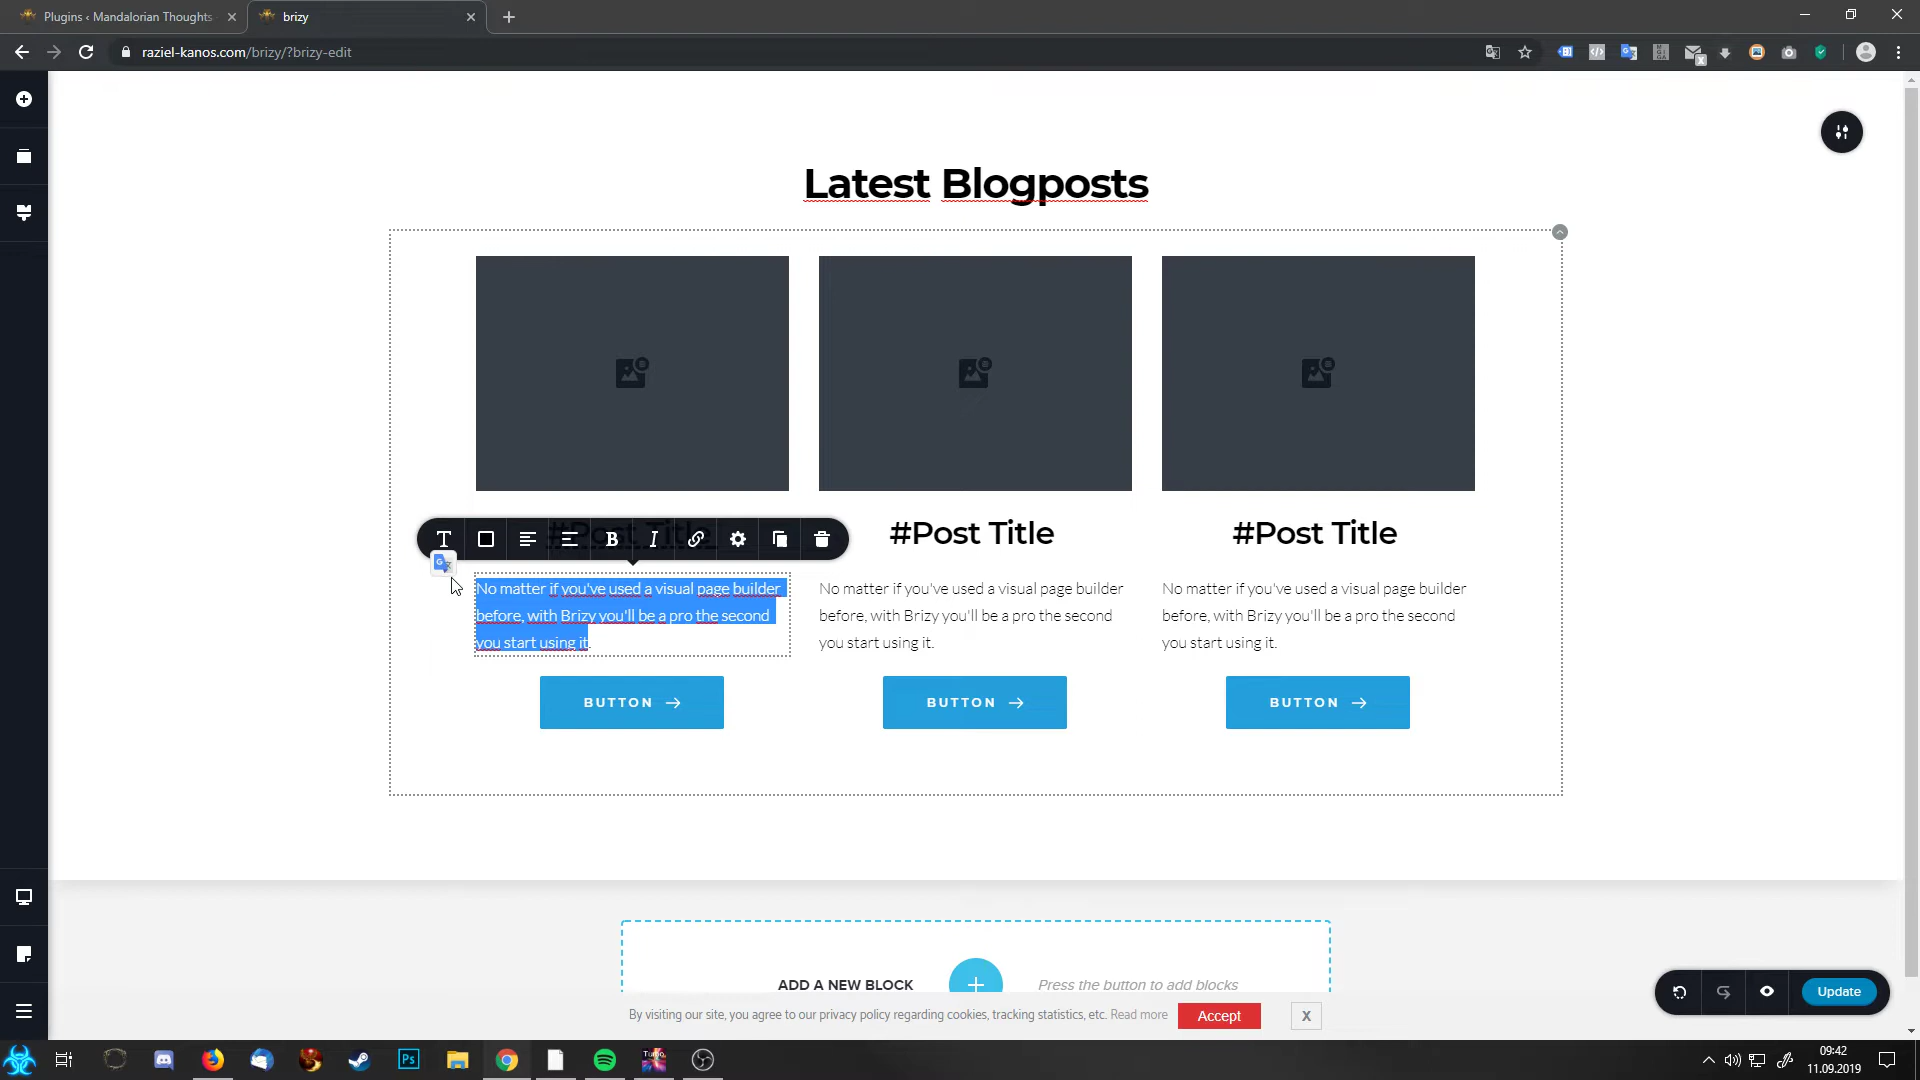 Plugins ‹ Mandalorian Thoughts
brizy
raziel-kanos.com/brizy/?brizy-edit
Latest Blogposts
#Post Title
#Post Title
#Post Title
No matter if you've used a visual page builder
before, with Brizy you'll be a pro the second
you start using it.
No matter if you've used a visual page builder
before, with Brizy you'll be a pro the second
you start using it.
No matter if you've used a visual page builder
before, with Brizy you'll be a pro the second
you start using it.
BUTTON
BUTTON
BUTTON
ADD A NEW BLOCK
Press the button to add blocks
Update
By visiting our site, you agree to our privacy policy regarding cookies, tracking statistics, etc. Read more
Accept
X
09:42
11.09.2019